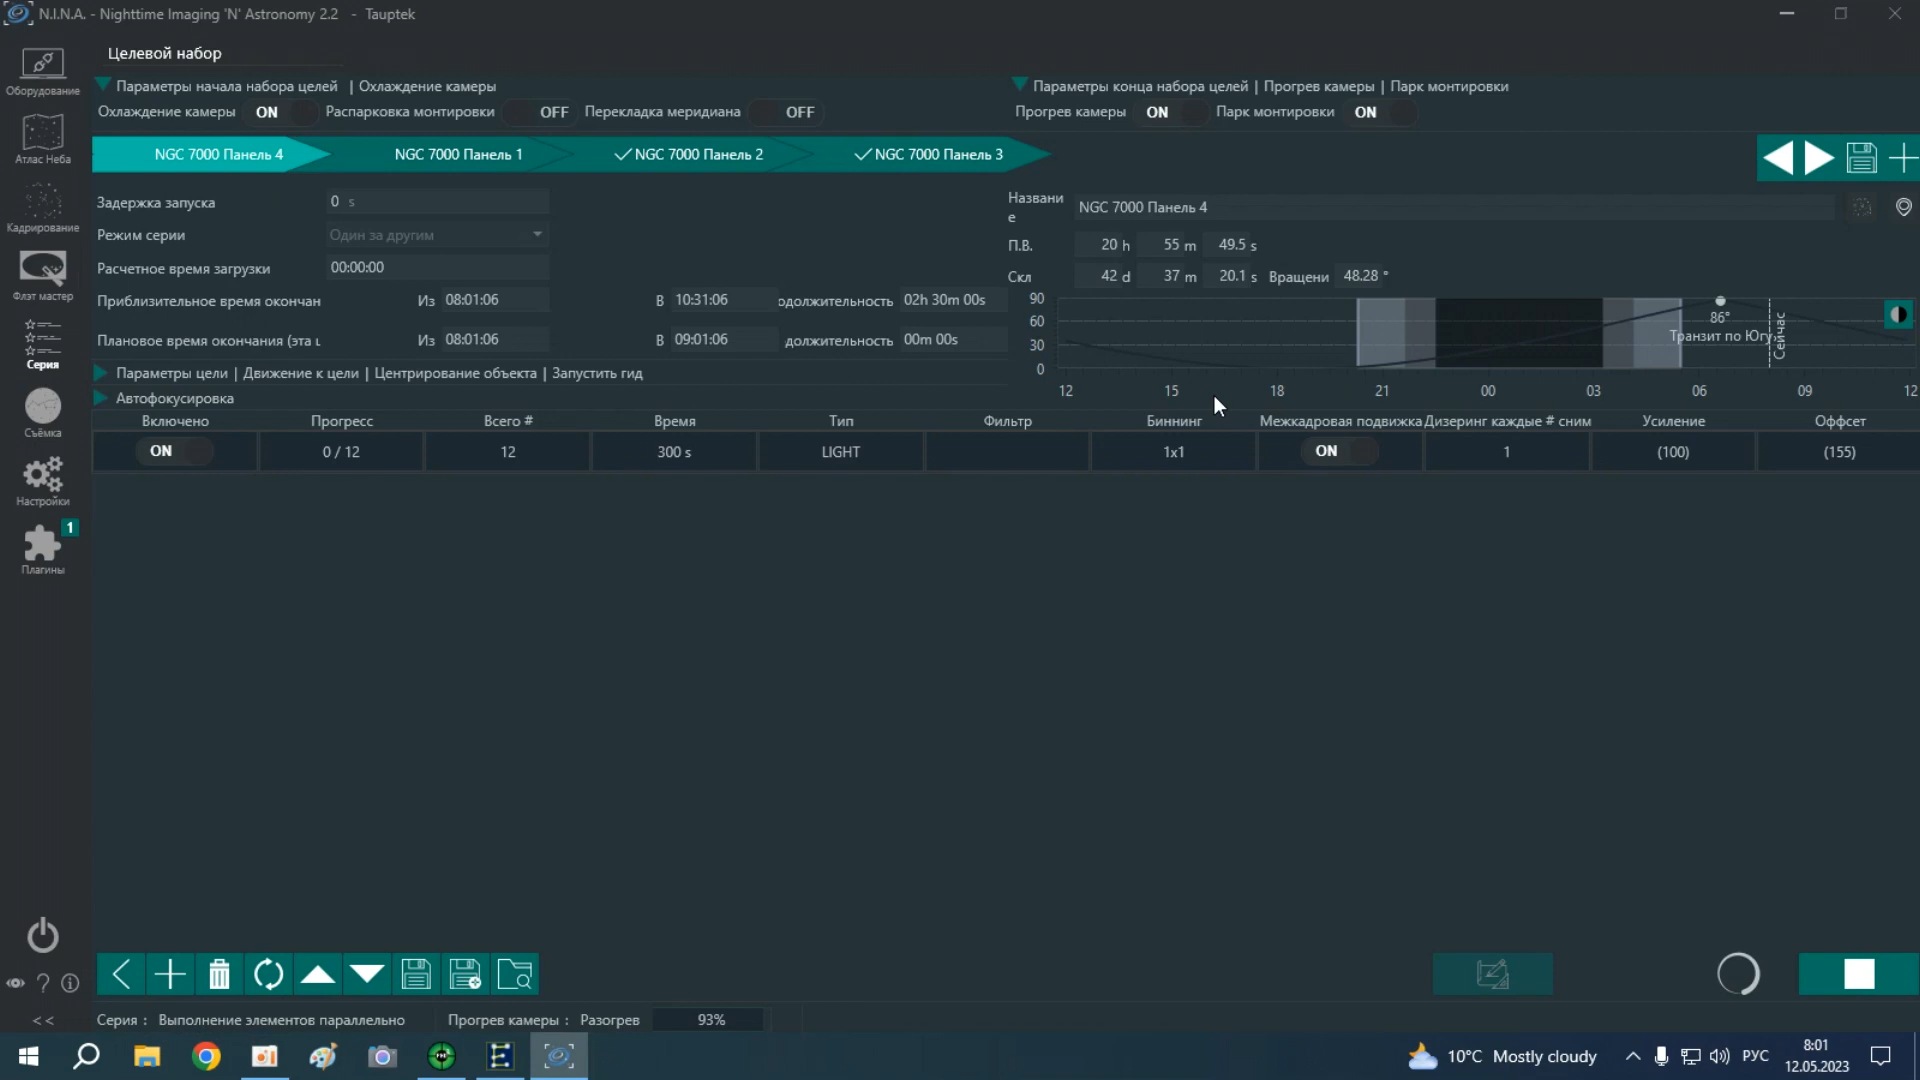 N.I.N.A. - Nighttime Imaging 'N' Astronomy 2.2 - Tauptek
Целевой набор
Параметры начала набора целей | Охлаждение камеры
Параметры конца набора целей | Прогрев камеры | Парк монтировки
Охлаждение камеры ON Распарковка монтировки OFF Перекладка меридиана OFF
Прогрев камеры ON Парк монтировки ON
Оборудование
Атлас Неба
Кадрирование
Флэт мастер
Серия
Съёмка
Настройки
1
Плагины
NGC 7000 Панель 4 NGC 7000 Панель 1 NGC 7000 Панель 2 NGC 7000 Панель 3
Задержка запуска 0 s
Режим серии Один за другим
Расчетное время загрузки 00:00:00
Приблизительное время окончан Из 08:01:06 В 10:31:06 одолжительность 02h 30m 00s
Плановое время окончания (эта ц Из 08:01:06 В 09:01:06 должительность 00m 00s
Названи
е
NGC 7000 Панель 4
П.В. 20 h 55 m 49.5 s
Скл 42 d 37 m 20.1 s Вращени 48.28 °
90
60
30
0
86°
Транзит по Югу
Сейчас
12 15 18 21 00 03 06 09 12
Параметры цели | Движение к цели | Центрирование объекта | Запустить гид
Автофокусировка
Включено Прогресс Всего # Время Тип Фильтр Биннинг Межкадровая подвижка Дизеринг каждые # сним Усиление Оффсет
ON 0 / 12 12 300 s LIGHT 1x1 ON 1 (100) (155)
<<
Серия : Выполнение элементов параллельно Прогрев камеры : Разогрев 93%
10°C Mostly cloudy РУС 8:01
12.05.2023